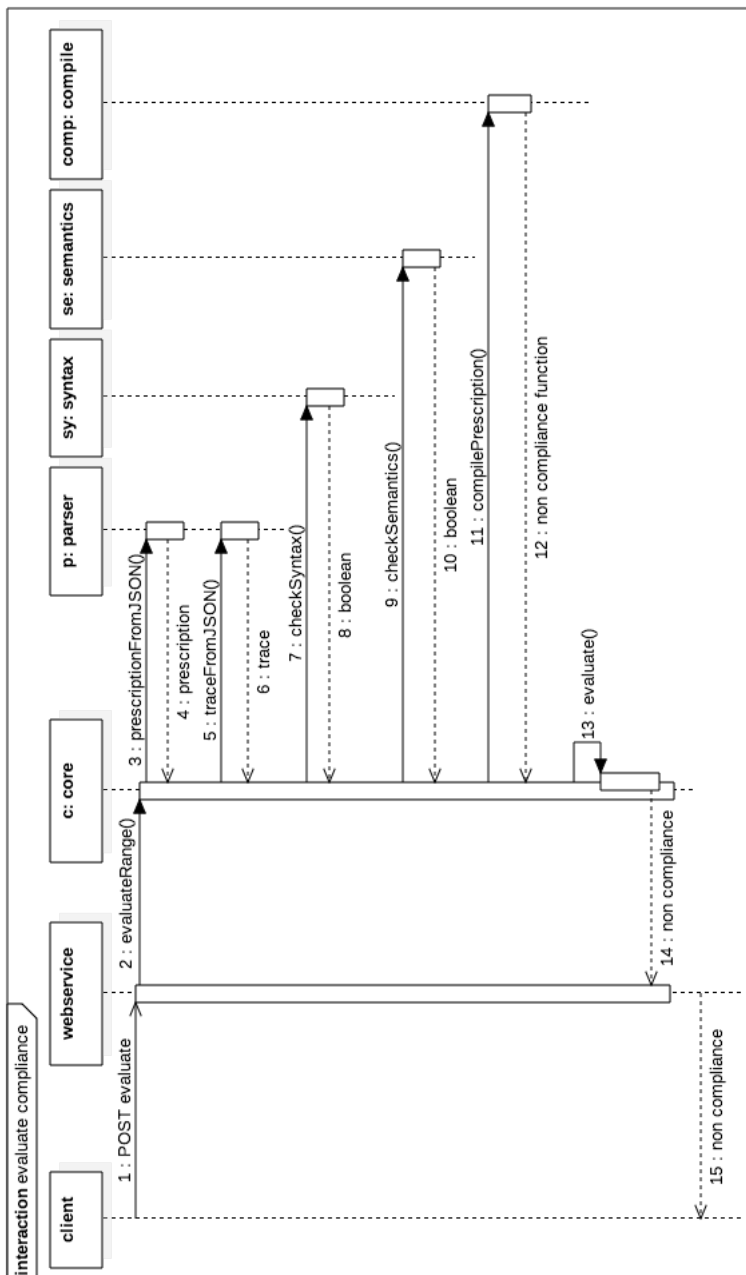 interaction evaluate compliance
client
webservice
c: core
p: parser
sy: syntax
se: semantics
comp: compile
1 : POST evaluate
2 : evaluateRange()
3 : prescriptionFromJSON()
4 : prescription
5 : traceFromJSON()
6 : trace
7 : checkSyntax()
8 : boolean
9 : checkSemantics()
10 : boolean
11 : compilePrescription()
12 : non compliance function
13 : evaluate()
14 : non compliance
15 : non compliance